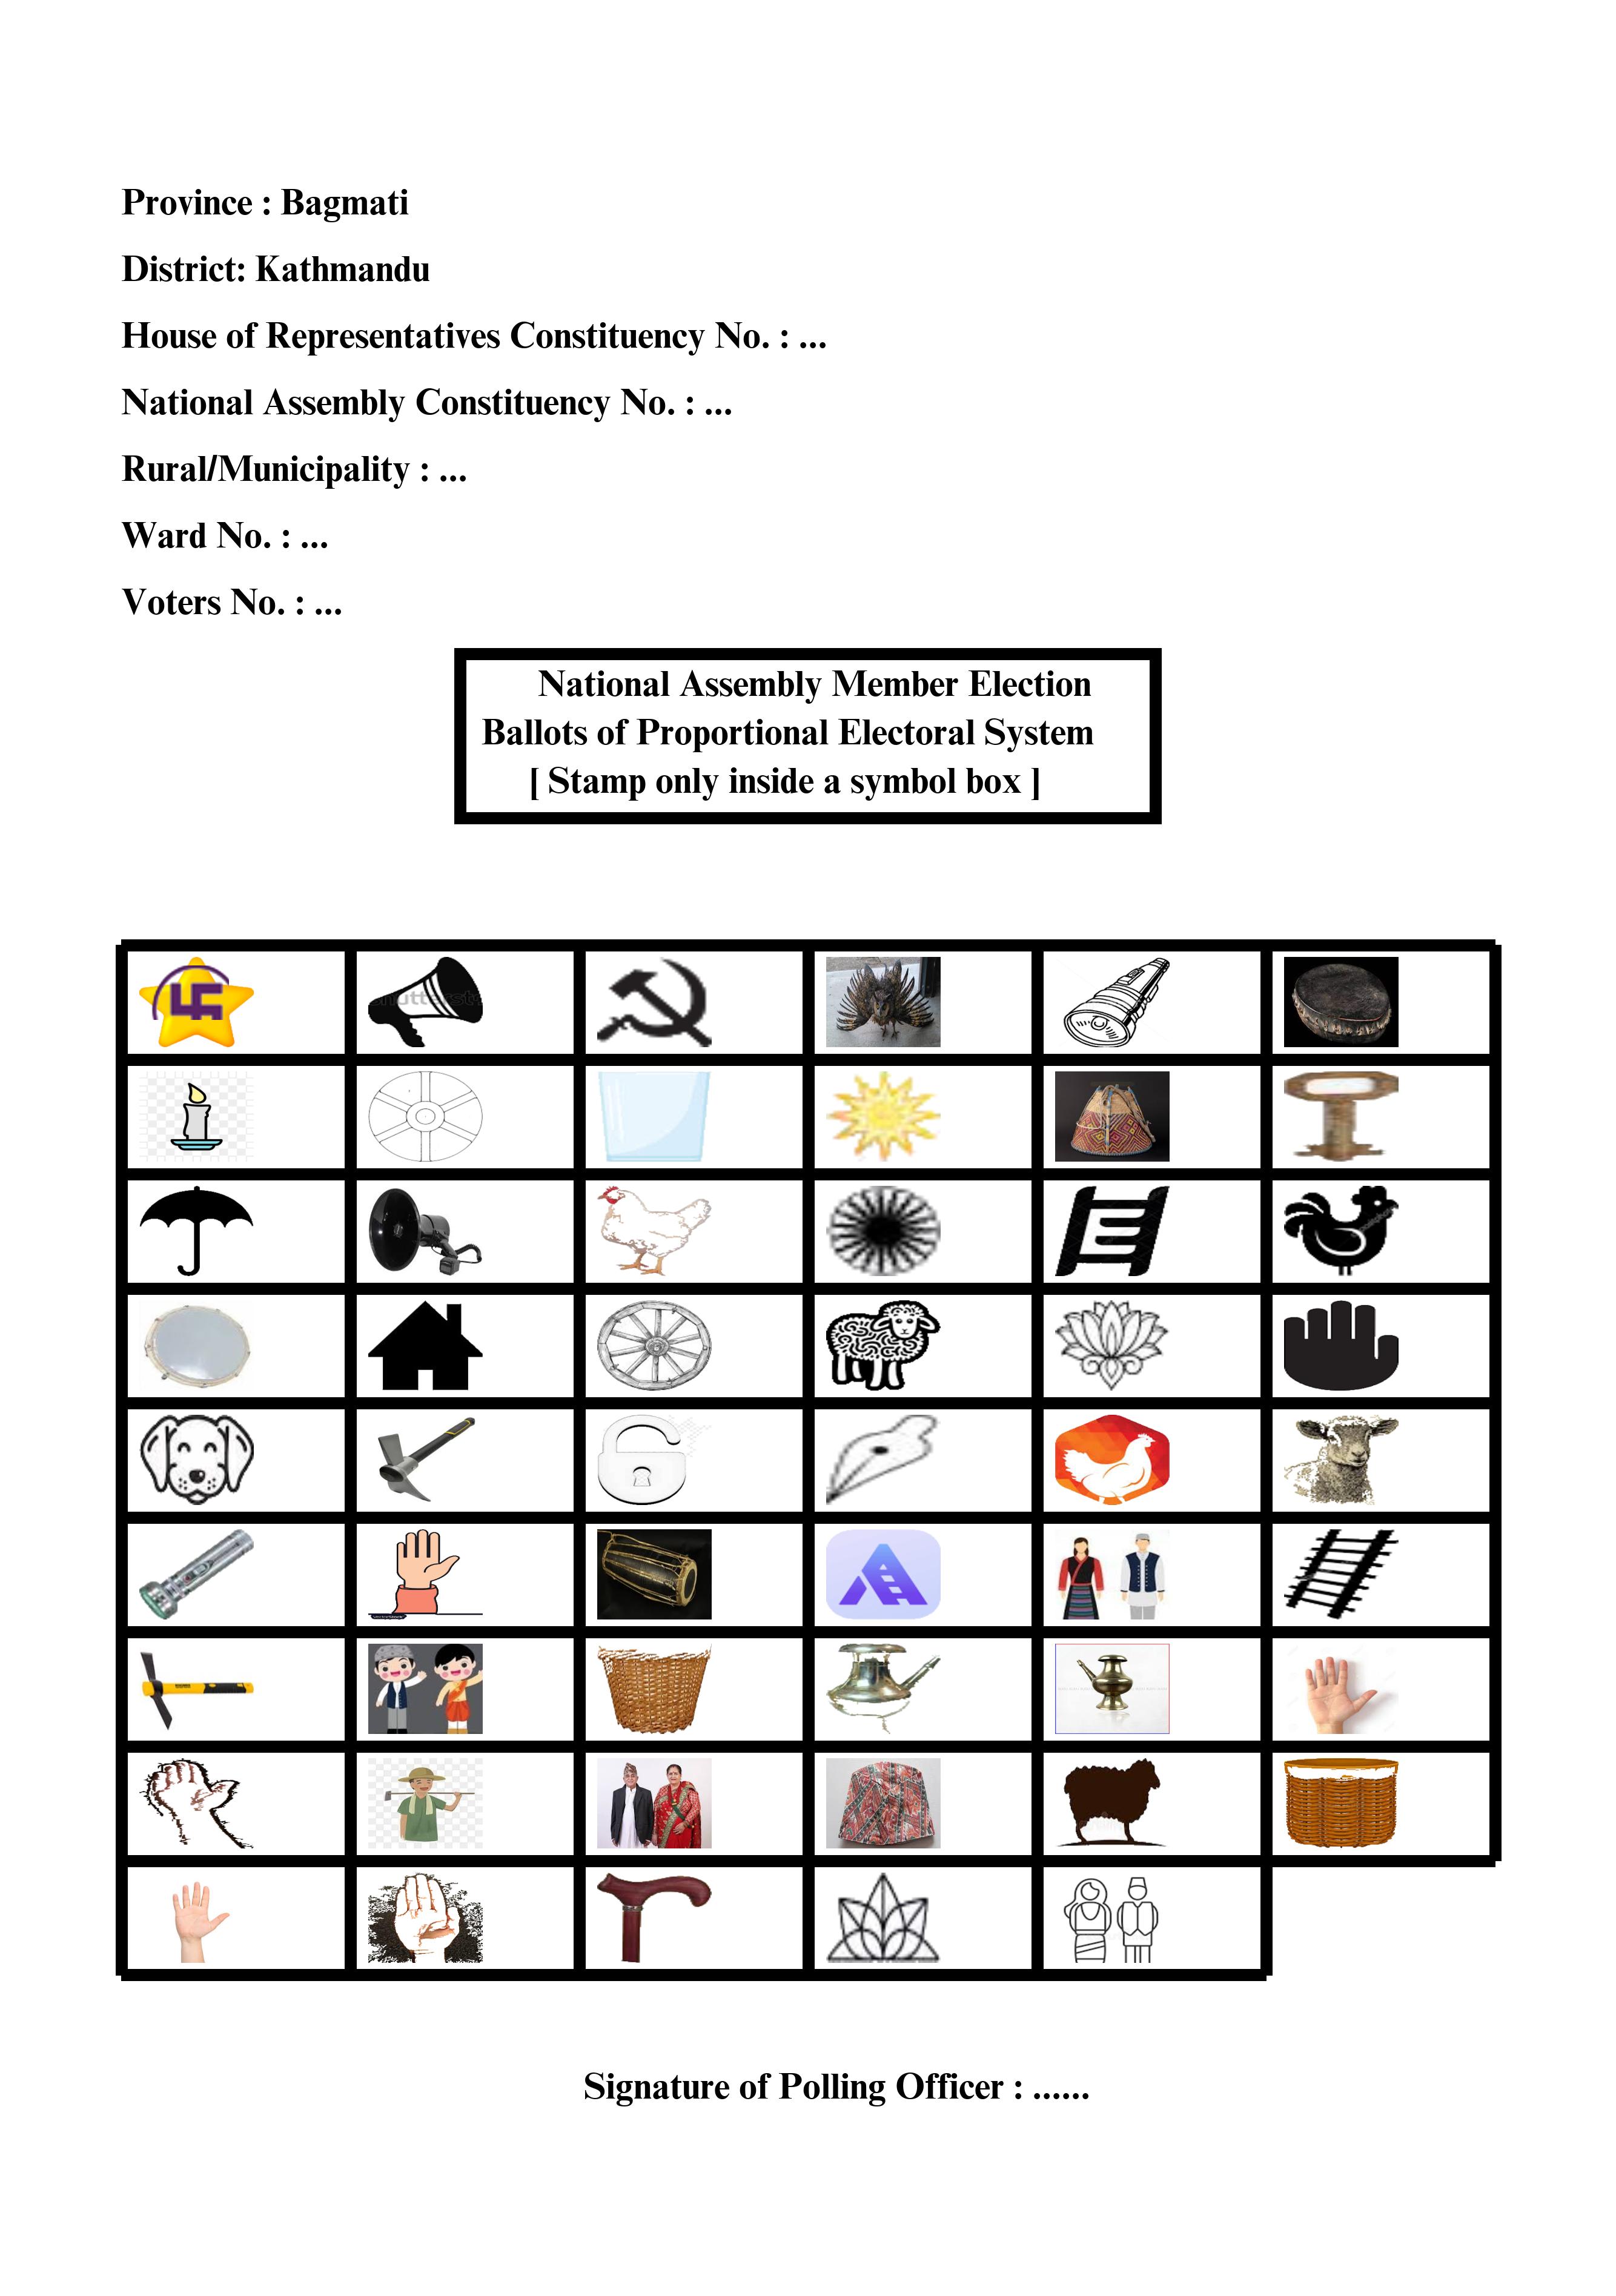 Province : Bagmati
District: Kathmandu
House of Representatives Constituency No. : ...
National Assembly Constituency No. : ...
Rural/Municipality : ...
Ward No. : ...
Voters No. : ...
National Assembly Member Election
Ballots of Proportional Electoral System
[ Stamp only inside a symbol box ]
Signature of Polling Officer : ......